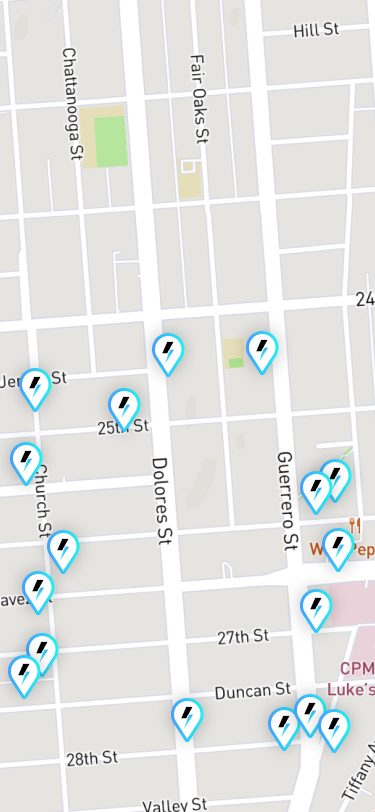 Hill St
Chattanooga St
Fair Oaks St
24
St
25th St
Church St
Dolores St
Guerrero St
27th St
CPM
Luke's
Duncan St
28th St
Tiffany A
Valley St